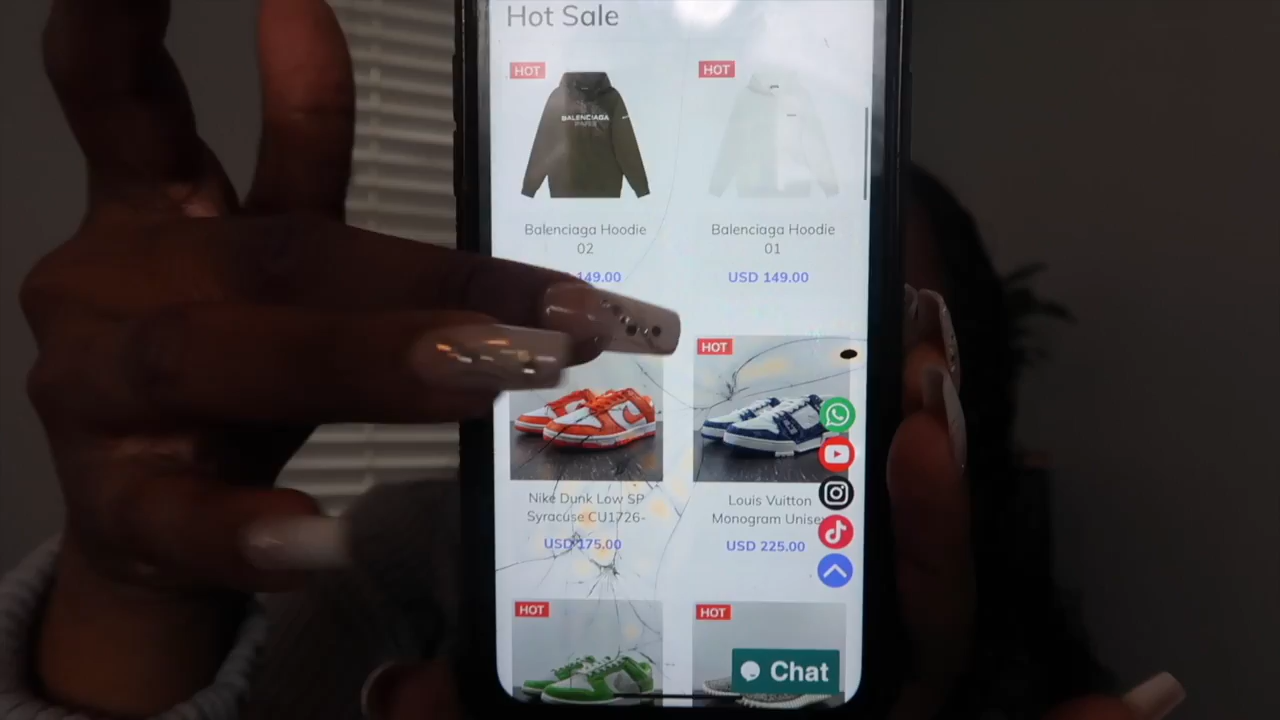 Hot Sale
HOT
HOT
BALENCIAGA
PARIS
Balenciaga Hoodie
02
Balenciaga Hoodie
01
149.00
USD 149.00
HOT
Nike Dunk Low SP
Syracuse CU1726-
Louis Vuitton
Monogram Unise
USD 175.00
USD 225.00
HOT
HOT
Chat